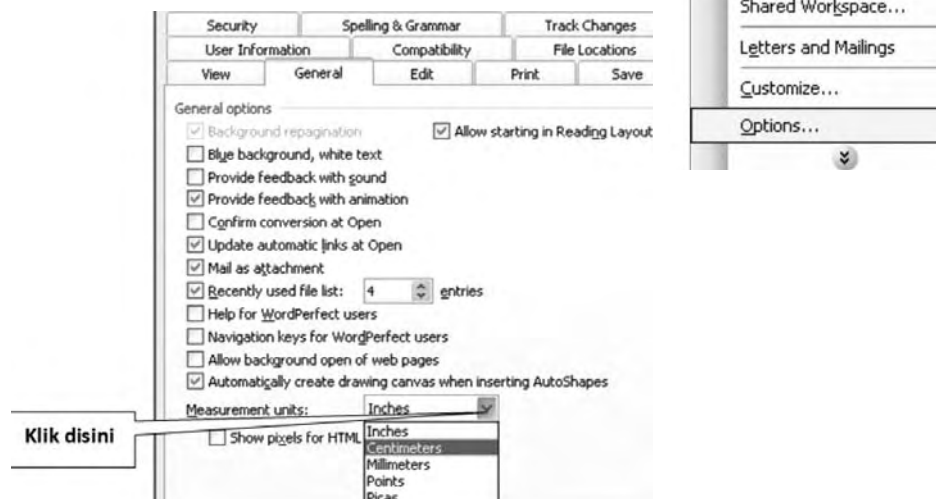 Security Spelling & Grammar Track Changes
User Information Compatibility File Locations
View General Edit Print Save
General options
Background repagination Allow starting in Reading Layout
Blue background, white text
Provide feedback with sound
Provide feedback with animation
Confirm conversion at Open
Update automatic links at Open
Mail as attachment
Recently used file list: 4 entries
Help for WordPerfect users
Navigation keys for WordPerfect users
Allow background open of web pages
Automatically create drawing canvas when inserting AutoShapes
Measurement units: Inches
Show pixels for HTML
Inches
Centimeters
Millimeters
Points
Picas
Klik disini
Shared Workspace...
Letters and Mailings
Customize...
Options...